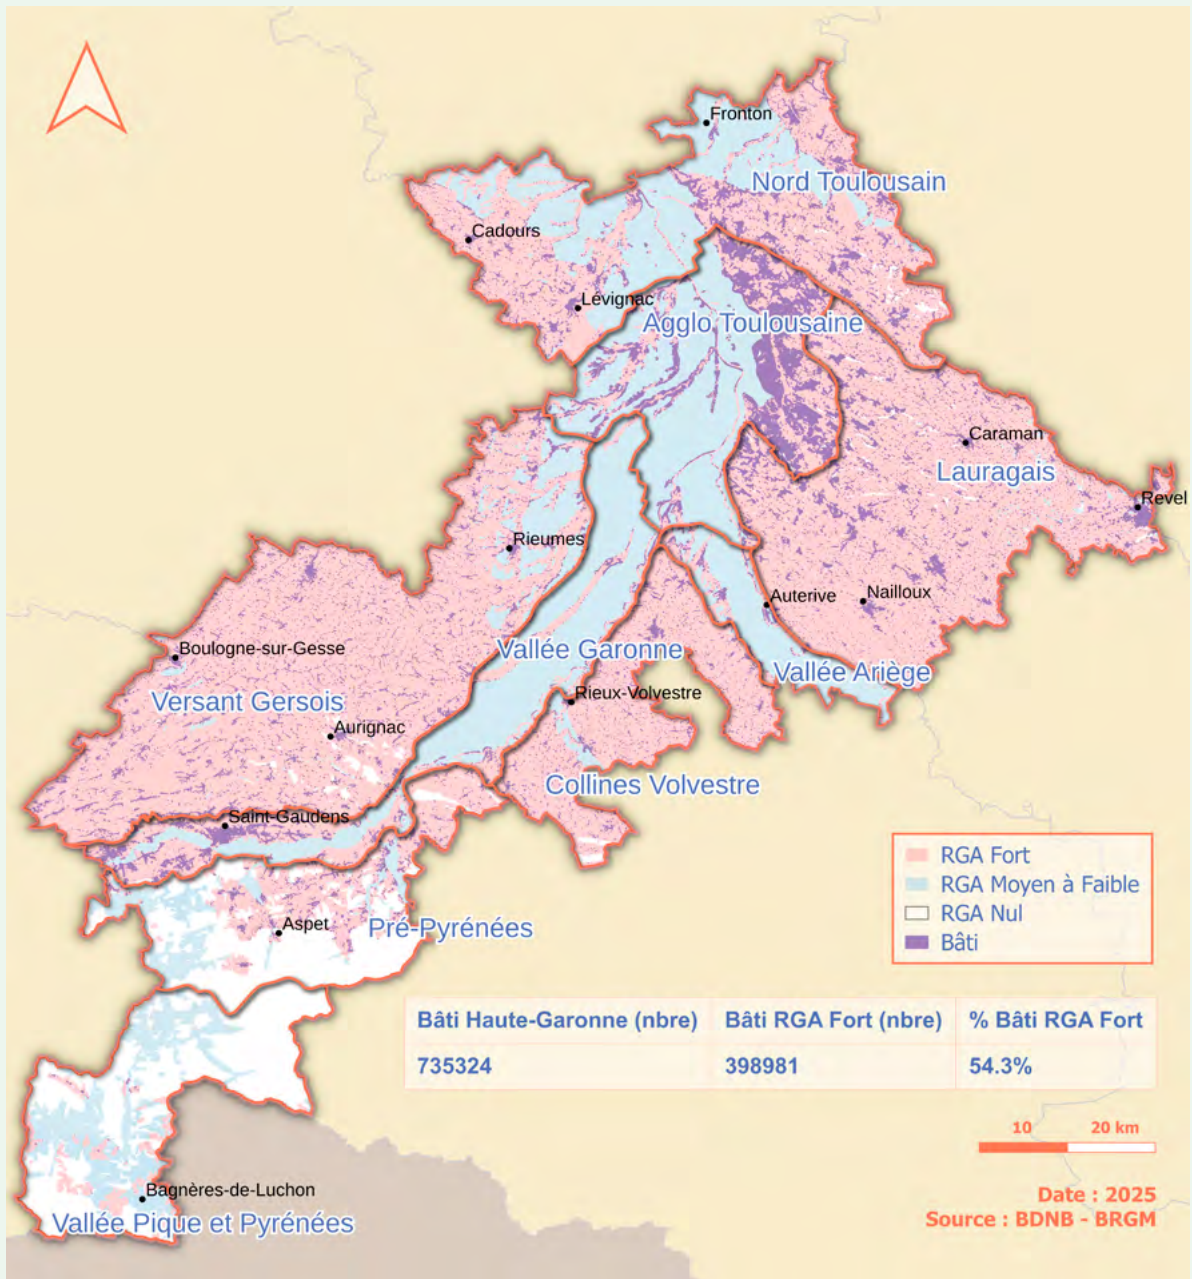 Fronton
Nord Toulousain
Cadours
Lévignac
Agglo Toulousaine
Caraman
Lauragais
Revel
Rieumes
Auterive
Nailloux
Boulogne-sur-Gesse
Vallée Garonne
Vallée Ariège
Versant Gersois
Rieux-Volvestre
Aurignac
Collines Volvestre
Saint-Gaudens
RGA Fort
RGA Moyen à Faible
RGA Nul
Bâti
Aspet
Pré-Pyrénées
Bâti Haute-Garonne (nbre) Bâti RGA Fort (nbre) % Bâti RGA Fort
735324 398981 54.3%
10 20 km
Bagnères-de-Luchon
Vallée Pique et Pyrénées
Date : 2025
Source : BDNB - BRGM